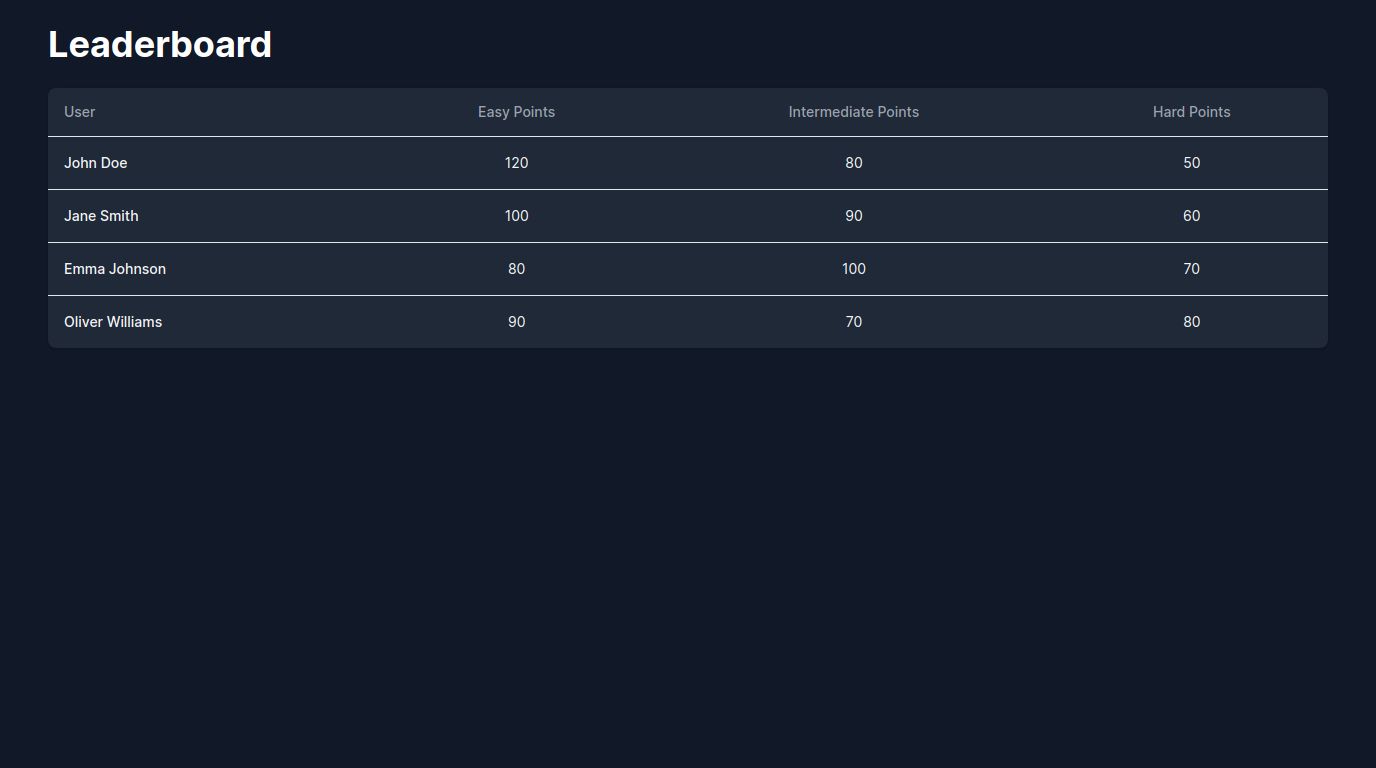 Leaderboard
User Easy Points Intermediate Points Hard Points
John Doe 120 80 50
Jane Smith 100 90 60
Emma Johnson 80 100 70
Oliver Williams 90 70 80